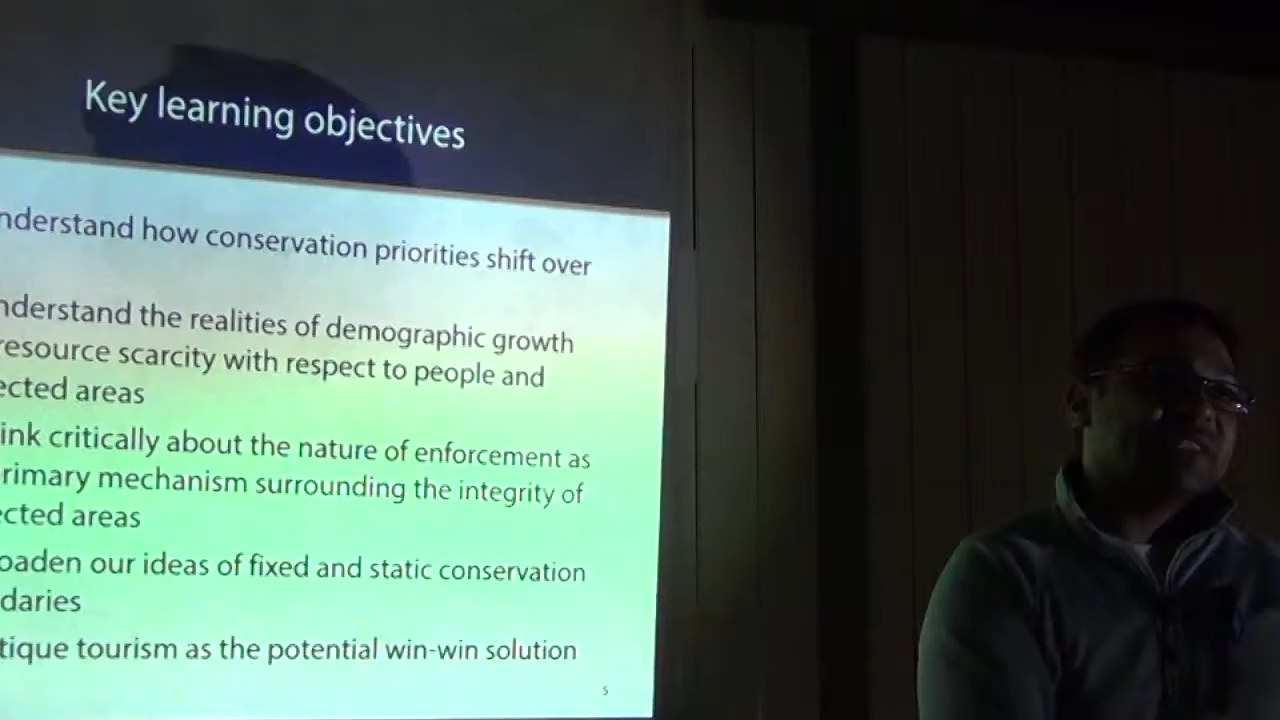 Key learning objectives
nderstand how conservation priorities shift over
nderstand the realities of demographic growth
resource scarcity with respect to people and
ected areas
ink critically about the nature of enforcement as
rimary mechanism surrounding the integrity of
ected areas
oaden our ideas of fixed and static conservation
daries
tique tourism as the potential win-win solution
5